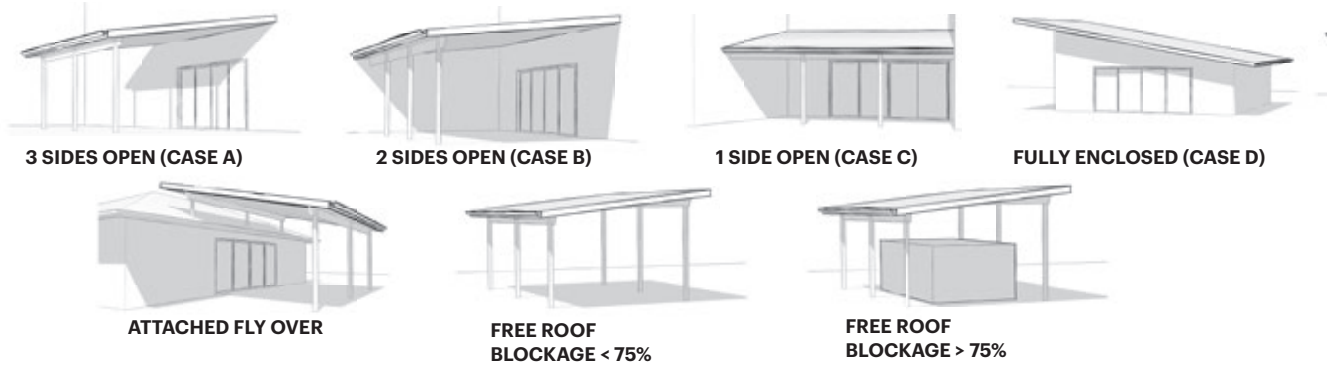 3 SIDES OPEN (CASE A)
2 SIDES OPEN (CASE B)
1 SIDE OPEN (CASE C)
FULLY ENCLOSED (CASE D)
ATTACHED FLY OVER
FREE ROOF
BLOCKAGE < 75%
FREE ROOF
BLOCKAGE > 75%